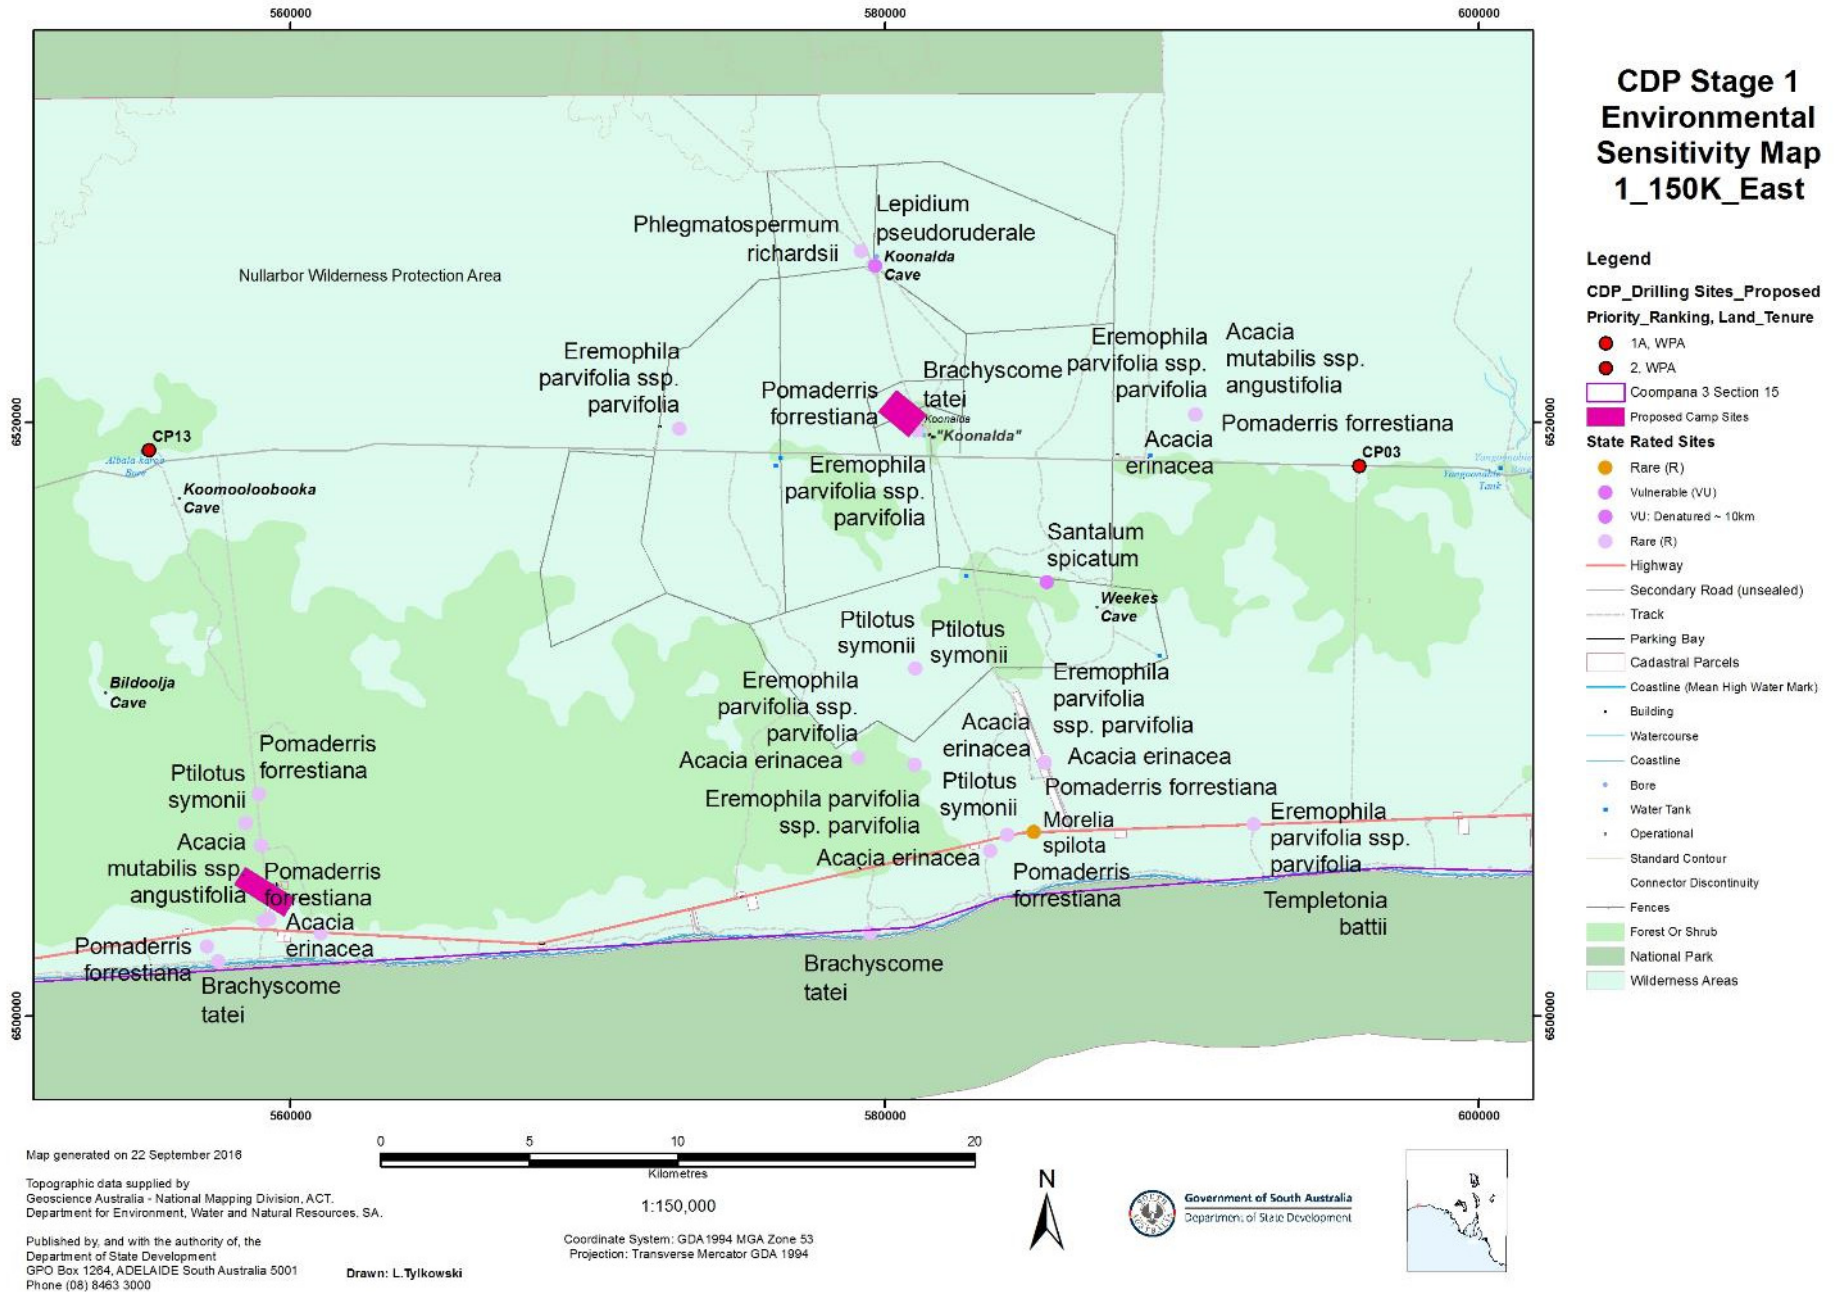 560000
580000
600000
CDP Stage 1
Environmental
Sensitivity Map
1_150K_East
Lepidium
pseudoruderale
Phlegmatospermum
richardsii
Koonalda
Cave
Nullarbor Wilderness Protection Area
Eremophila
parvifolia ssp.
parvifolia
Pomaderris
forrestiana
Brachyscome
tatei
Koonalda
"Koonalda"
Eremophila
parvifolia ssp.
parvifolia
Acacia
mutabilis ssp.
angustifolia
Pomaderris forrestiana
Acacia
erinacea
6520000
6520000
CP13
CP03
Albala karoo
Bore
Koomooloobooka
Cave
Eremophila
parvifolia ssp.
parvifolia
Yangoonabie
Tank
Santalum
spicatum
Weekes
Cave
Ptilotus
symonii
Ptilotus
symonii
Bildoolja
Cave
Eremophila
parvifolia ssp.
parvifolia
Acacia erinacea
Eremophila
parvifolia
ssp. parvifolia
Acacia
erinacea
Acacia erinacea
Pomaderris forrestiana
Pomaderris
forrestiana
Ptilotus
symonii
Ptilotus
symonii
Eremophila parvifolia
ssp. parvifolia
Acacia erinacea
Morelia
spilota
Pomaderris
forrestiana
Eremophila
parvifolia ssp.
parvifolia
Templetonia
battii
Acacia
mutabilis ssp.
angustifolia
Pomaderris
forrestiana
Acacia
erinacea
Pomaderris
forrestiana
Brachyscome
tatei
Brachyscome
tatei
6500000
6500000
560000
580000
600000
Legend
CDP_Drilling Sites_Proposed
Priority_Ranking, Land_Tenure
1A, WPA
2, WPA
Coompana 3 Section 15
Proposed Camp Sites
State Rated Sites
Rare (R)
Vulnerable (VU)
VU: Denatured ~ 10km
Rare (R)
Highway
Secondary Road (unsealed)
Track
Parking Bay
Cadastral Parcels
Coastline (Mean High Water Mark)
Building
Watercourse
Coastline
Bore
Water Tank
Operational
Standard Contour
Connector Discontinuity
Fences
Forest Or Shrub
National Park
Wilderness Areas
Map generated on 22 September 2016
Topographic data supplied by
Geoscience Australia - National Mapping Division, ACT.
Department for Environment, Water and Natural Resources, SA.
Published by, and with the authority of, the
Department of State Development
GPO Box 1264, ADELAIDE South Australia 5001
Phone (08) 8463 3000
Drawn: L.Tylkowski
0 5 10 20
Kilometres
1:150,000
Coordinate System: GDA 1994 MGA Zone 53
Projection: Transverse Mercator GDA 1994
N
SOUTH AUSTRALIA
Government of South Australia
Department of State Development